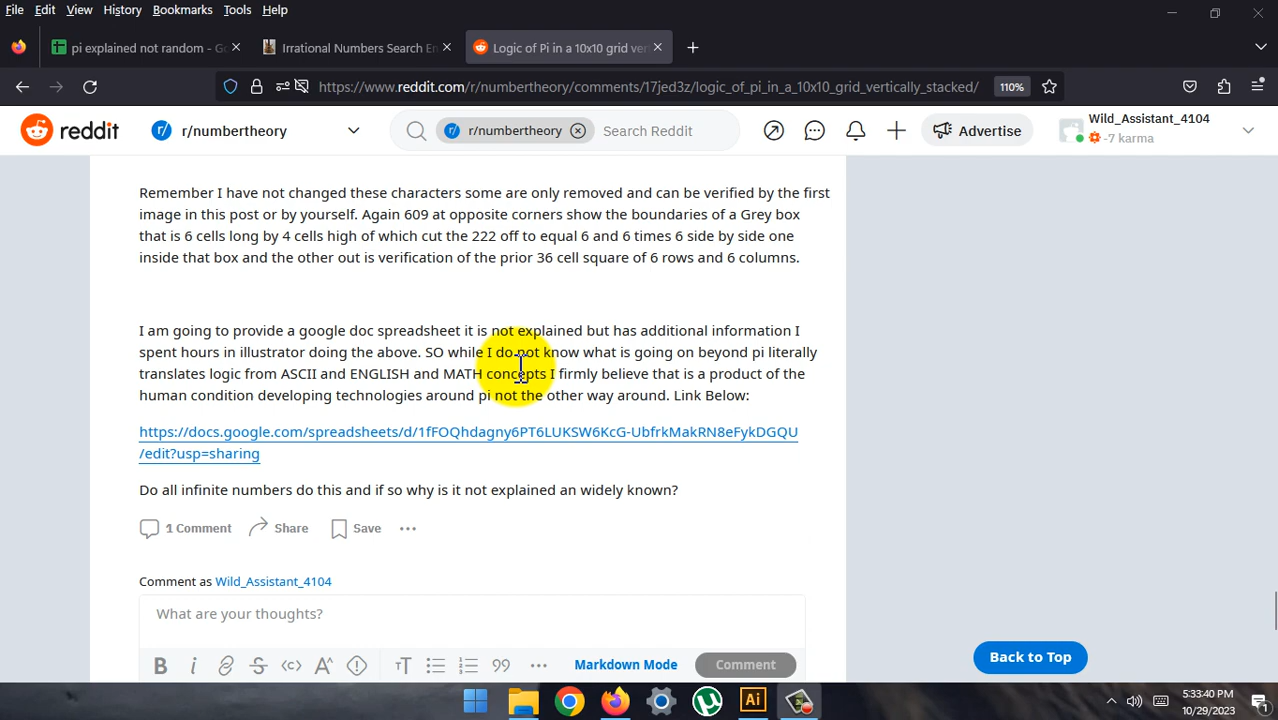 File Edit View History Bookmarks Tools Help
pi explained not random - Go
Irrational Numbers Search En
Logic of Pi in a 10x10 grid ver
https://www.reddit.com/r/numbertheory/comments/17jed3z/logic_of_pi_in_a_10x10_grid_vertically_stacked/
110%
reddit
r/numbertheory
r/numbertheory
Search Reddit
Advertise
Wild_Assistant_4104
-7 karma
Remember I have not changed these characters some are only removed and can be verified by the first
image in this post or by yourself. Again 609 at opposite corners show the boundaries of a Grey box
that is 6 cells long by 4 cells high of which cut the 222 off to equal 6 and 6 times 6 side by side one
inside that box and the other out is verification of the prior 36 cell square of 6 rows and 6 columns.
I am going to provide a google doc spreadsheet it is not explained but has additional information I
spent hours in illustrator doing the above. SO while I do not know what is going on beyond pi literally
translates logic from ASCII and ENGLISH and MATH concepts I firmly believe that is a product of the
human condition developing technologies around pi not the other way around. Link Below:
https://docs.google.com/spreadsheets/d/1fFOQhdagny6PT6LUKSW6KcG-UbfrkMakRN8eFykDGQU
/edit?usp=sharing
Do all infinite numbers do this and if so why is it not explained an widely known?
1 Comment Share Save
Comment as Wild_Assistant_4104
What are your thoughts?
Markdown Mode
Comment
Back to Top
5:33:40 PM
10/29/2023